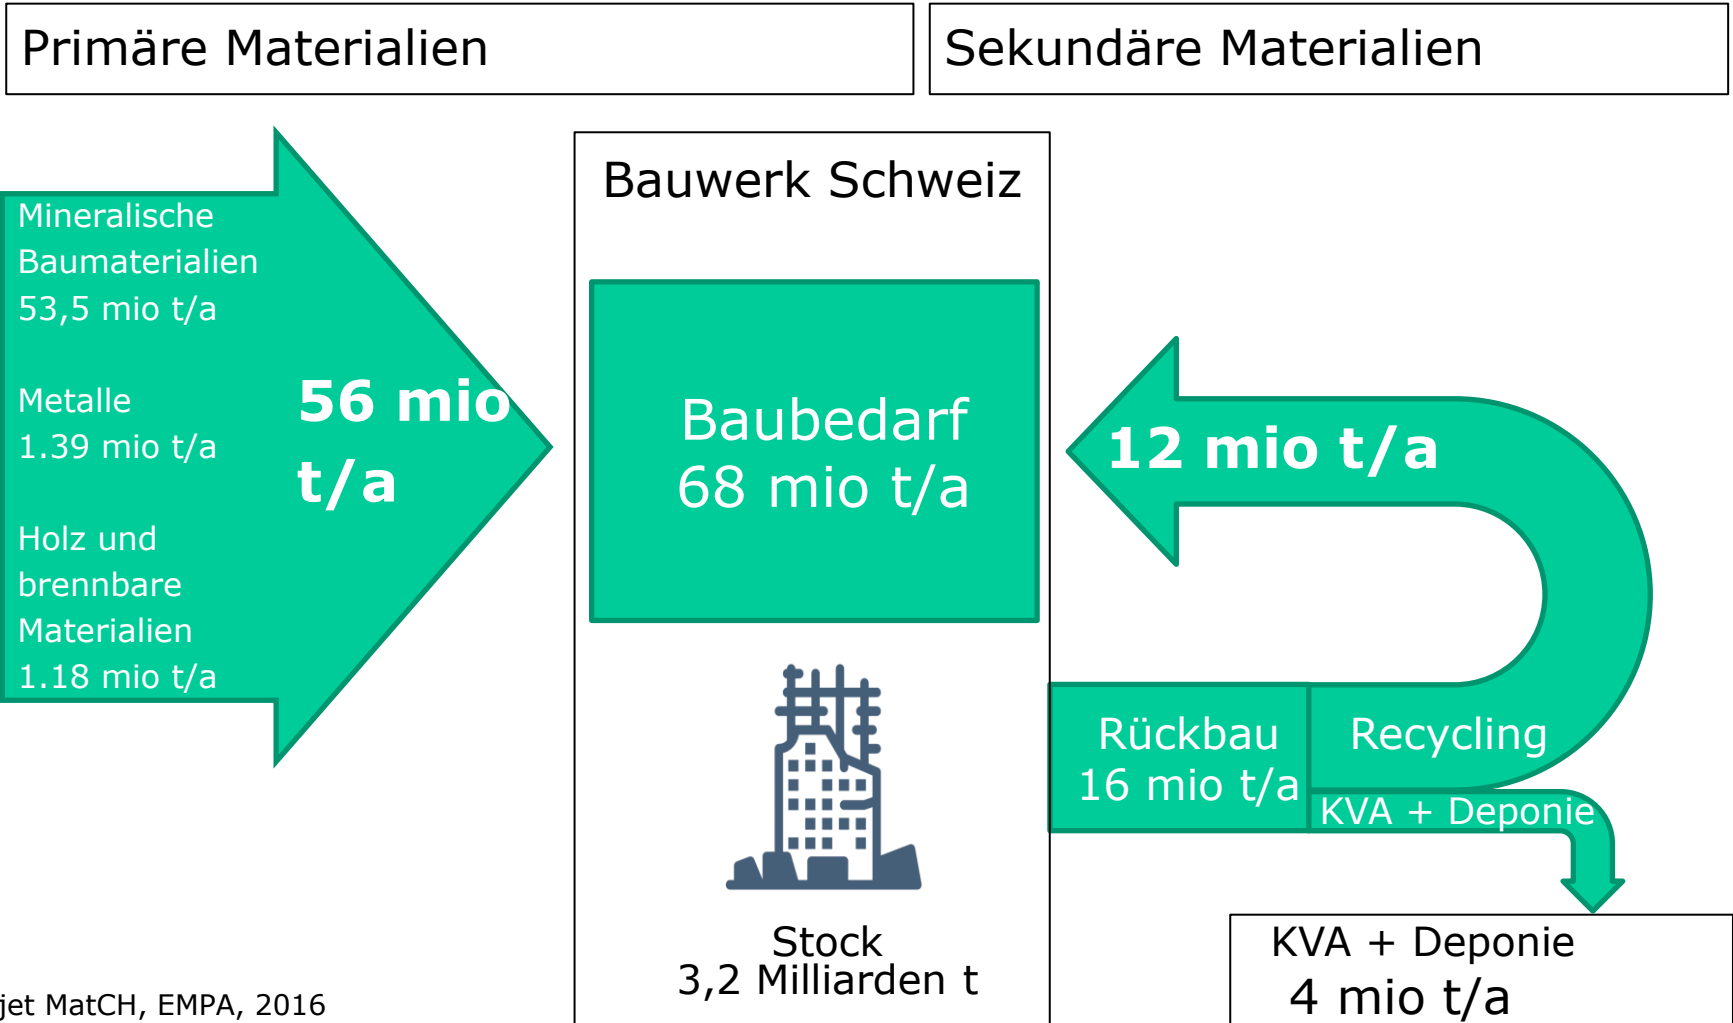 Primäre Materialien
Sekundäre Materialien
Mineralische
Baumaterialien
53,5 mio t/a
Metalle
1.39 mio t/a
Holz und
brennbare
Materialien
1.18 mio t/a
56 mio
t/a
Bauwerk Schweiz
Baubedarf
68 mio t/a
Stock
3,2 Milliarden t
12 mio t/a
Rückbau
16 mio t/a
Recycling
KVA + Deponie
KVA + Deponie
4 mio t/a
jet MatCH, EMPA, 2016